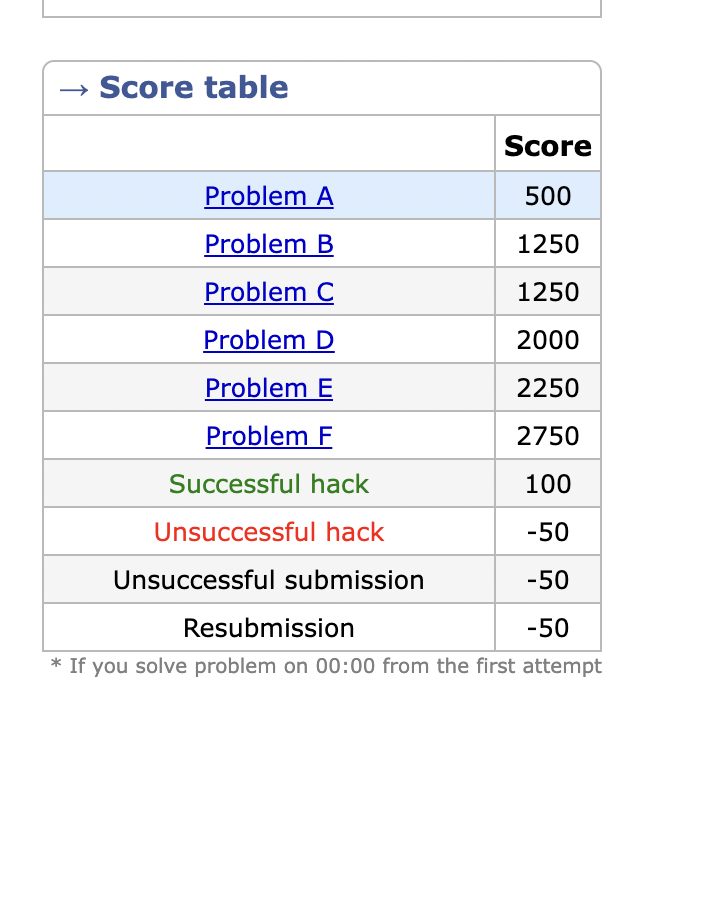 → Score table
Score
Problem A 500
Problem B 1250
Problem C 1250
Problem D 2000
Problem E 2250
Problem F 2750
Successful hack 100
Unsuccessful hack -50
Unsuccessful submission -50
Resubmission -50
* If you solve problem on 00:00 from the first attempt